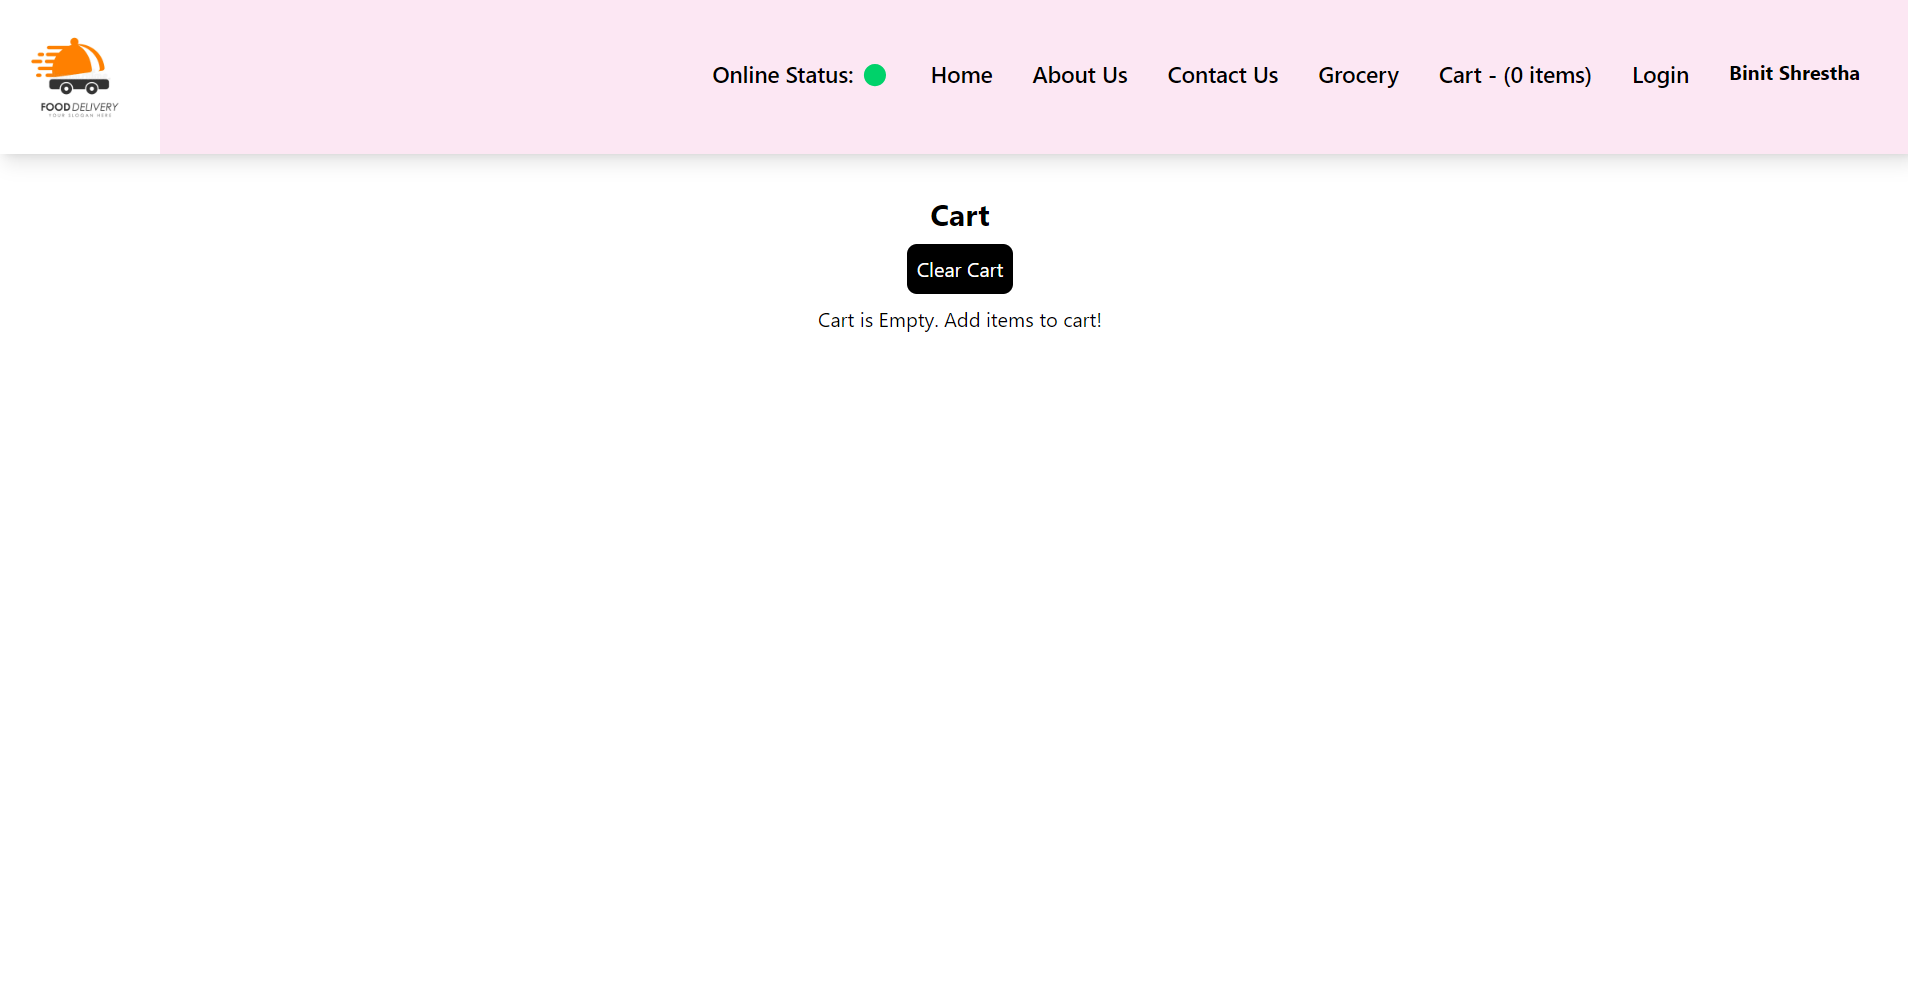 FOOD DELIVERY
YOUR SLOGAN HERE
Online Status:
Home
About Us
Contact Us
Grocery
Cart - (0 items)
Login
Binit Shrestha
Cart
Clear Cart
Cart is Empty. Add items to cart!